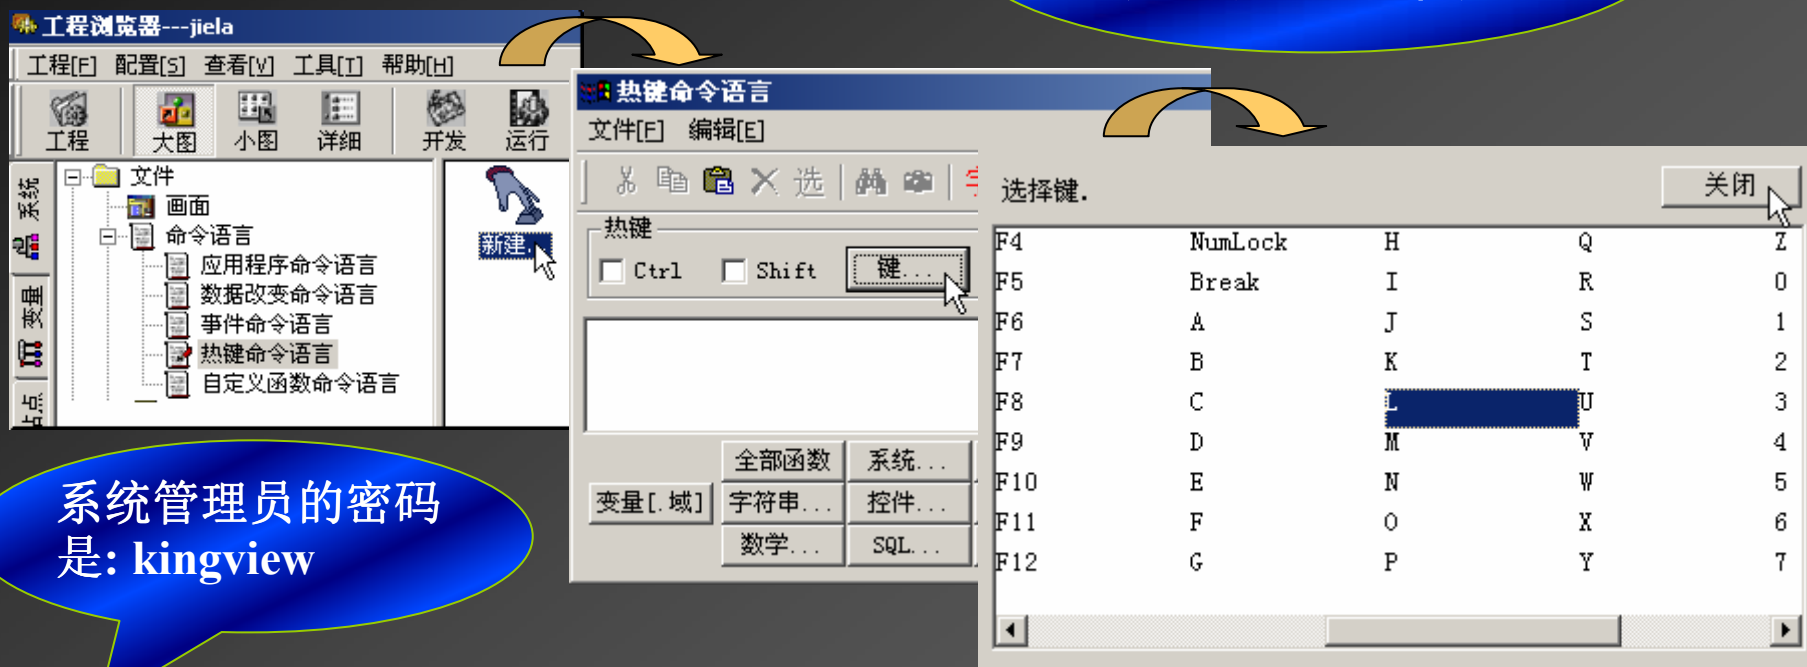 工程浏览器---jiela
工程[F] 配置[S] 查看[V] 工具[T] 帮助[H]
工程 大图 小图 详细 开发 运行
系统
变量
站点
文件
画面
命令语言
应用程序命令语言
数据改变命令语言
事件命令语言
热键命令语言
自定义函数命令语言
新建...
热键命令语言
文件[F] 编辑[E]
选
热键
Ctrl Shift 键...
全部函数 系统...
变量[.域] 字符串... 控件...
数学... SQL...
选择键.
关闭
F4 NumLock H Q Z
F5 Break I R 0
F6 A J S 1
F7 B K T 2
F8 C L U 3
F9 D M V 4
F10 E N W 5
F11 F O X 6
F12 G P Y 7
系统管理员的密码
是: kingview